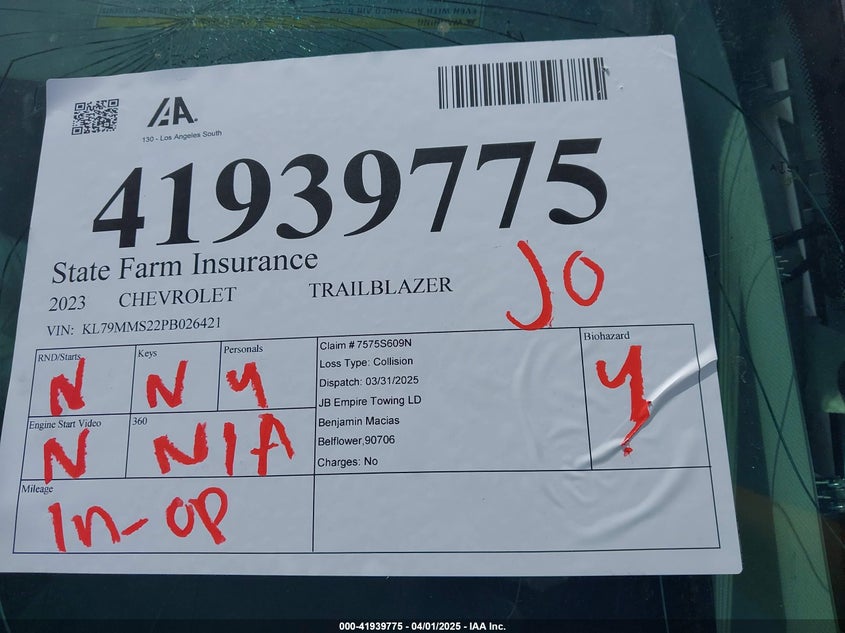 IAA
130 - Los Angeles South
41939775
State Farm Insurance
JO
2023 CHEVROLET TRAILBLAZER
VIN: KL79MMS22PB026421
RND/Starts
N
Keys
N
Personals
y
Engine Start Video
N
360
N/A
Mileage
In-OP
Claim # 7575S609N
Loss Type: Collision
Dispatch: 03/31/2025
JB Empire Towing LD
Benjamin Macias
Belflower,90706
Charges: No
Biohazard
y
000-41939775 - 04/01/2025 - IAA Inc.